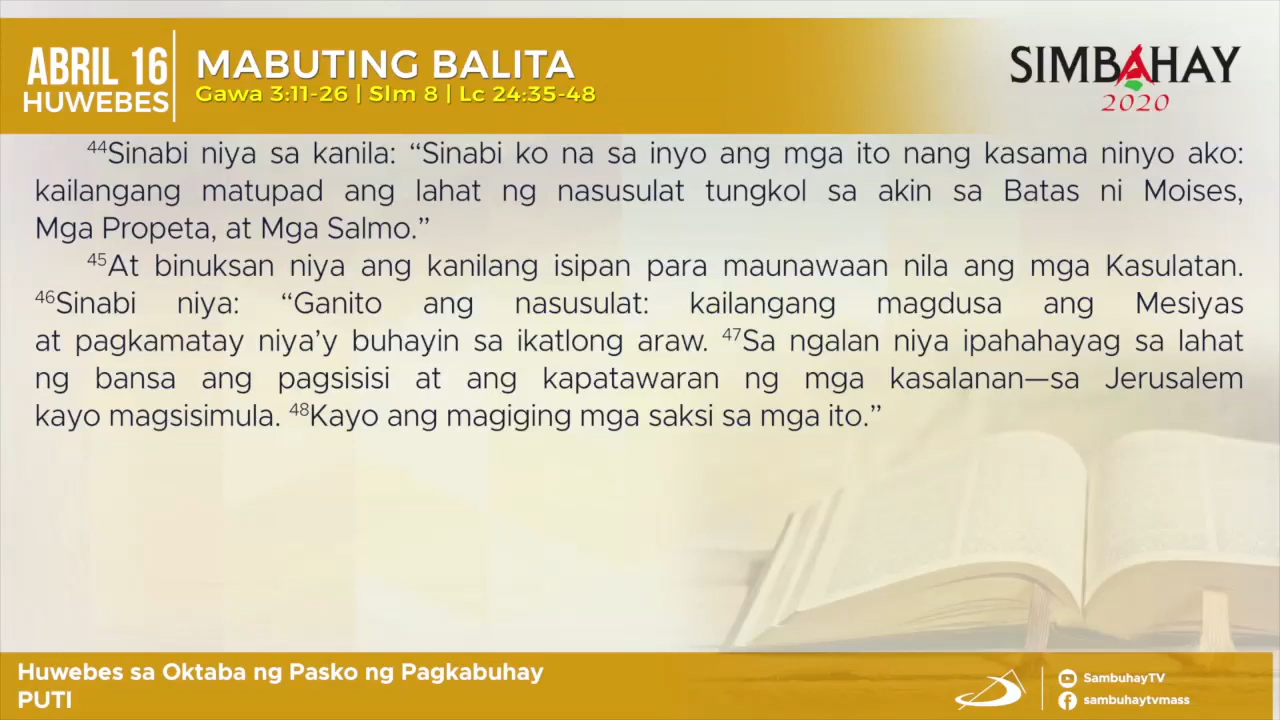 ABRIL 16
HUWEBES
MABUTING BALITA
Gawa 3:11-26 | Slm 8 | Lc 24:35-48
SIMBAHAY
2020
⁴⁴Sinabi niya sa kanila: “Sinabi ko na sa inyo ang mga ito nang kasama ninyo ako:
kailangang matupad ang lahat ng nasusulat tungkol sa akin sa Batas ni Moises,
Mga Propeta, at Mga Salmo.”
⁴⁵At binuksan niya ang kanilang isipan para maunawaan nila ang mga Kasulatan.
⁴⁶Sinabi niya: “Ganito ang nasusulat: kailangang magdusa ang Mesiyas
at pagkamatay niya’y buhayin sa ikatlong araw. ⁴⁷Sa ngalan niya ipahahayag sa lahat
ng bansa ang pagsisisi at ang kapatawaran ng mga kasalanan—sa Jerusalem
kayo magsisimula. ⁴⁸Kayo ang magiging mga saksi sa mga ito.”
Huwebes sa Oktaba ng Pasko ng Pagkabuhay
PUTI
SambuhayTV
sambuhaytvmass